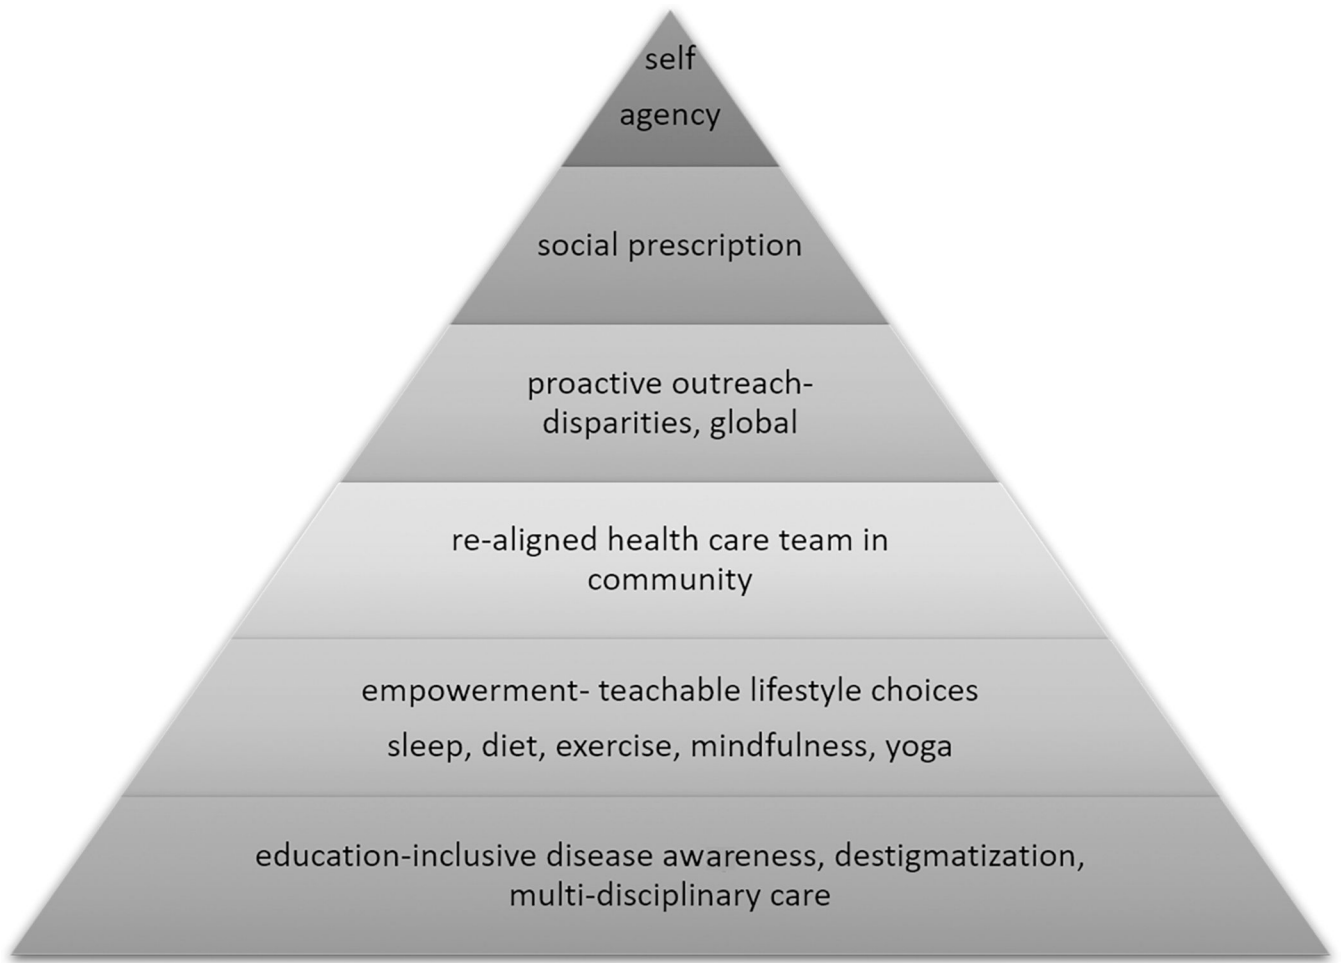 self
agency
social prescription
proactive outreach-
disparities, global
re-aligned health care team in
community
empowerment- teachable lifestyle choices
sleep, diet, exercise, mindfulness, yoga
education-inclusive disease awareness, destigmatization,
multi-disciplinary care